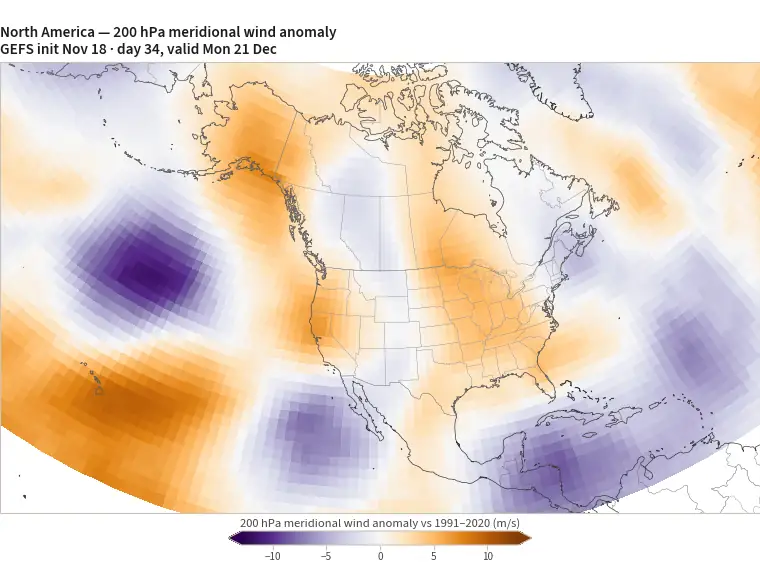 North America — 200 hPa meridional wind anomaly
GEFS init Nov 18 · day 34, valid Mon 21 Dec
200 hPa meridional wind anomaly vs 1991–2020 (m/s)
−10 −5 0 5 10